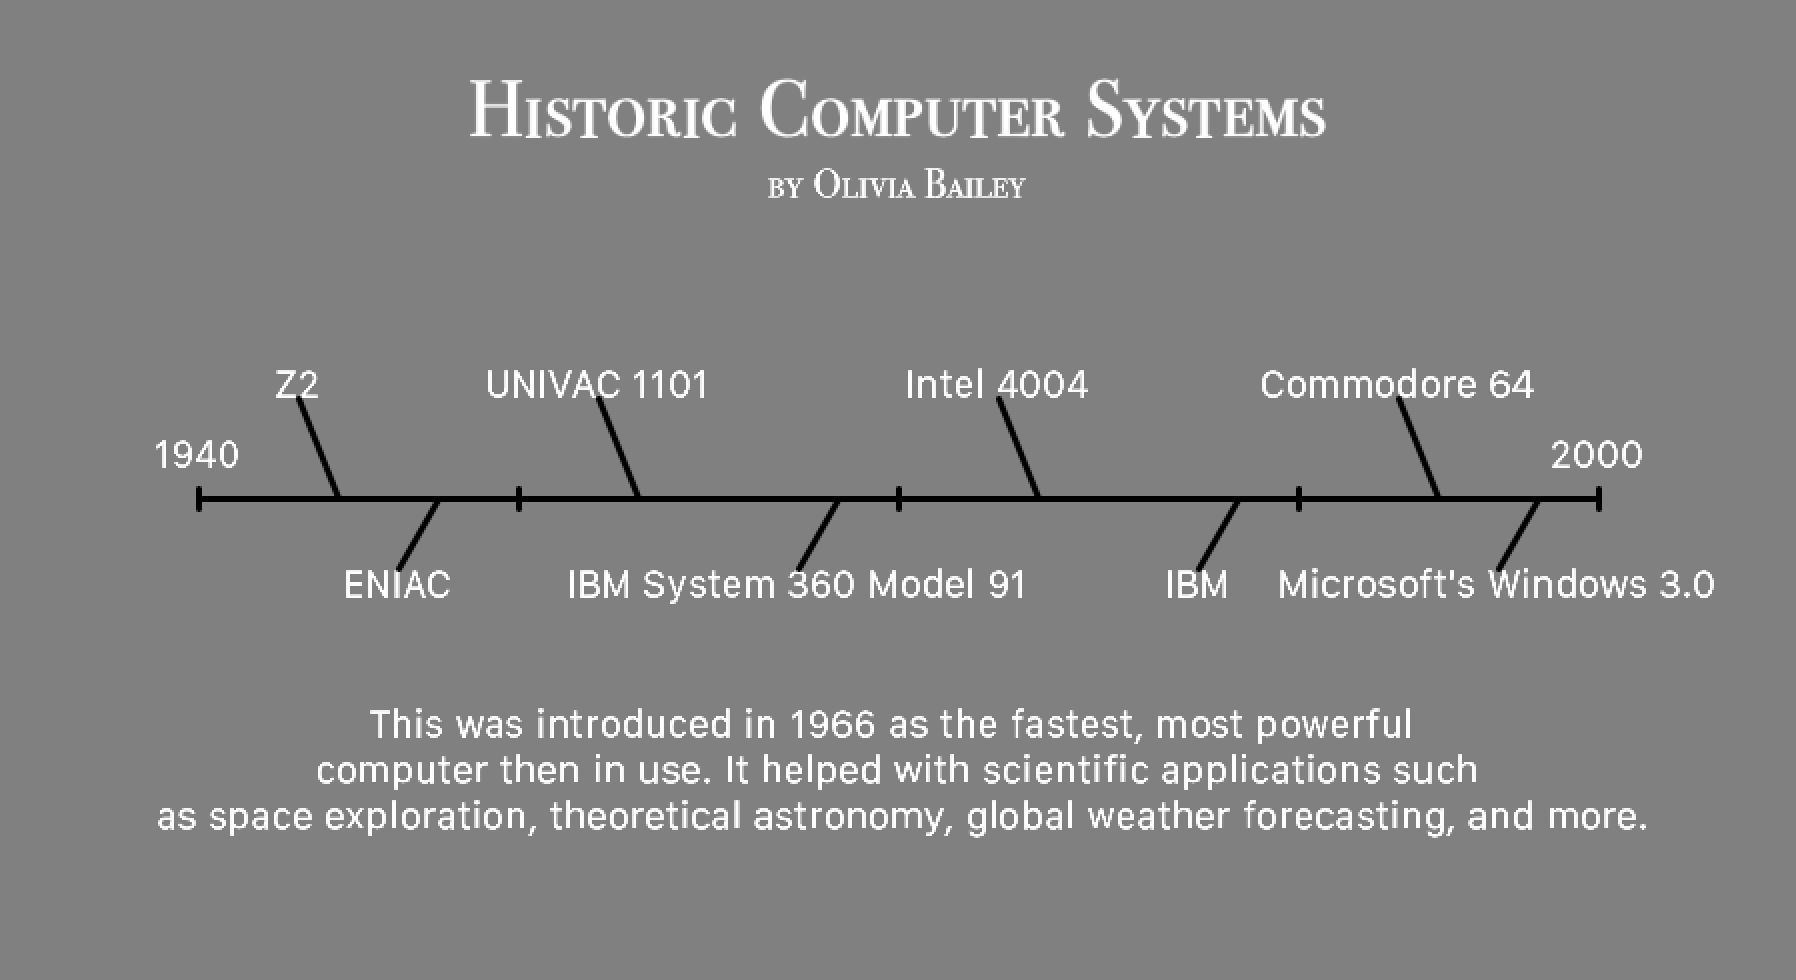 Historic Computer Systems
by Olivia Bailey
Z2 UNIVAC 1101 Intel 4004 Commodore 64
1940 2000
ENIAC IBM System 360 Model 91 IBM Microsoft's Windows 3.0
This was introduced in 1966 as the fastest, most powerful
computer then in use. It helped with scientific applications such
as space exploration, theoretical astronomy, global weather forecasting, and more.